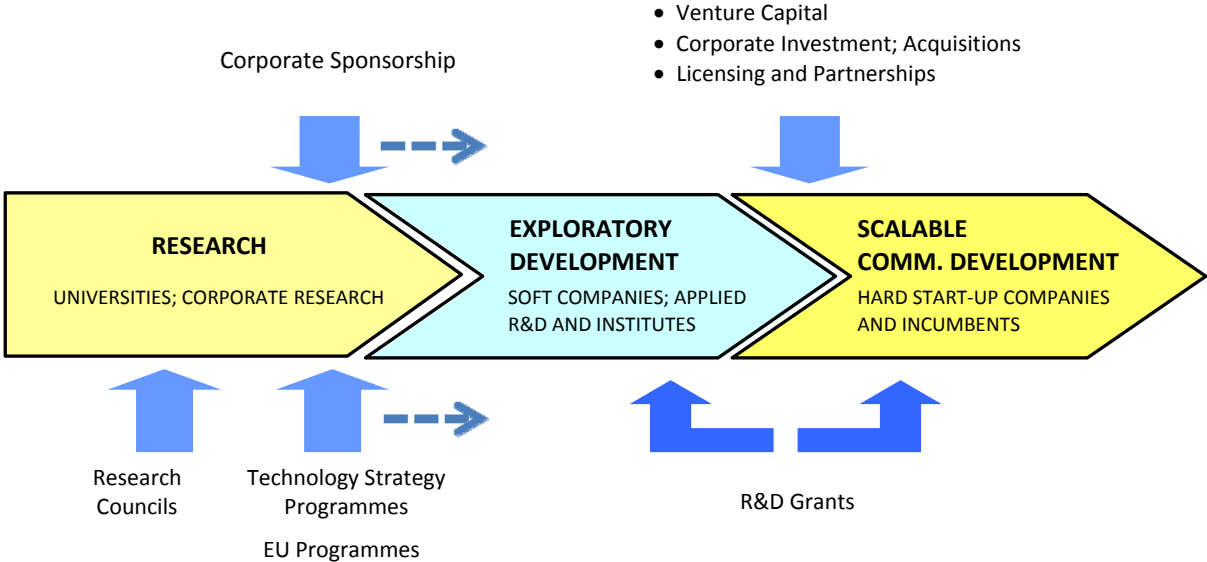 • Venture Capital
• Corporate Investment; Acquisitions
• Licensing and Partnerships
Corporate Sponsorship
RESEARCH
UNIVERSITIES; CORPORATE RESEARCH
EXPLORATORY
DEVELOPMENT
SOFT COMPANIES; APPLIED
R&D AND INSTITUTES
SCALABLE
COMM. DEVELOPMENT
HARD START-UP COMPANIES
AND INCUMBENTS
Research
Councils
Technology Strategy
Programmes
EU Programmes
R&D Grants